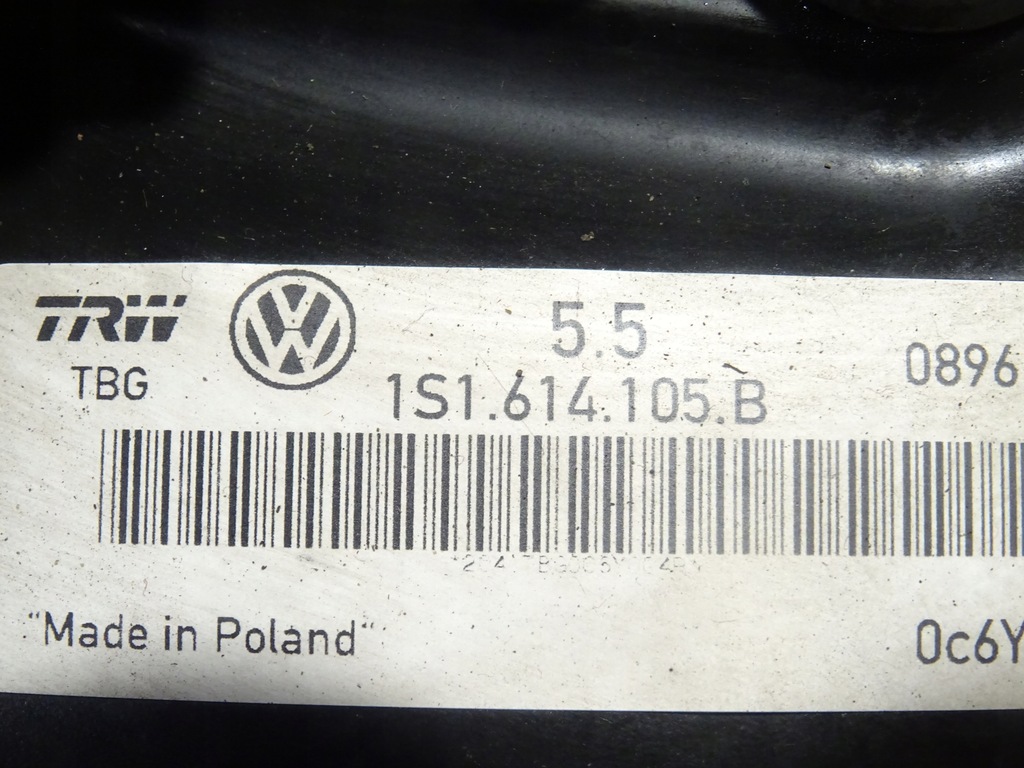 TRW
TBG
5.5
1S1.614.105.B
0896
"Made in Poland"
0c6Y